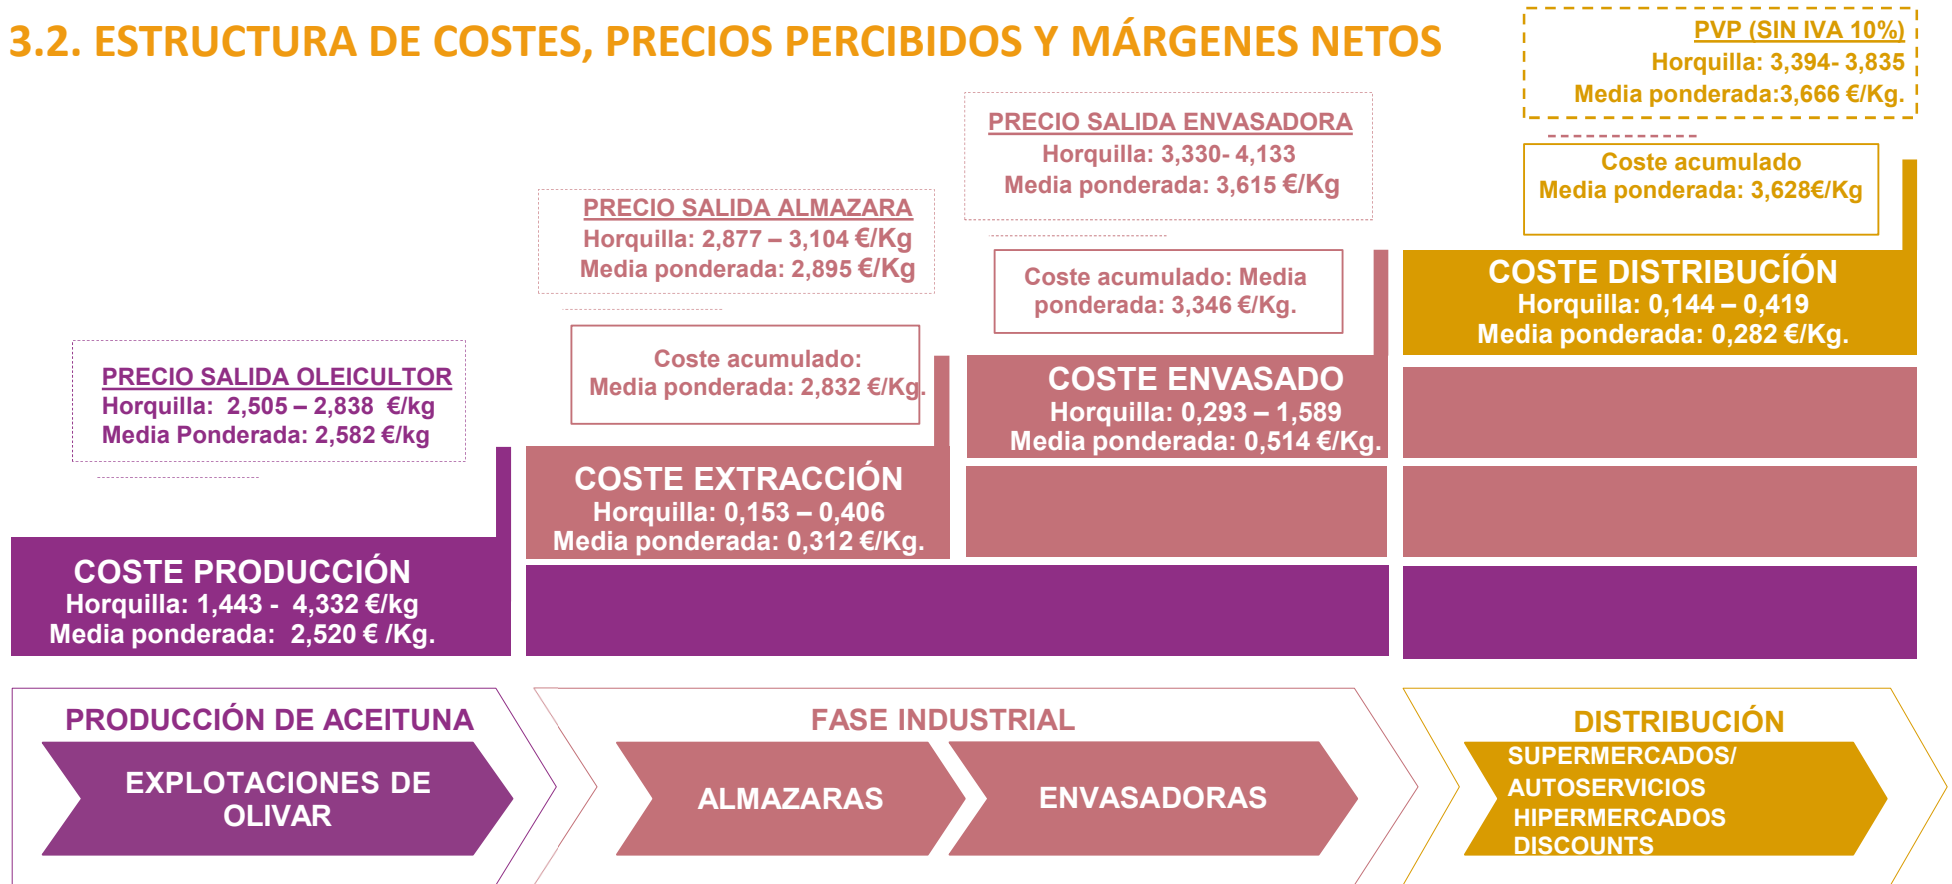 3.2. ESTRUCTURA DE COSTES, PRECIOS PERCIBIDOS Y MÁRGENES NETOS
PVP (SIN IVA 10%)
Horquilla: 3,394- 3,835
Media ponderada:3,666 €/Kg.
Coste acumulado
Media ponderada: 3,628€/Kg
COSTE DISTRIBUCÍÓN
Horquilla: 0,144 – 0,419
Media ponderada: 0,282 €/Kg.
PRECIO SALIDA ENVASADORA
Horquilla: 3,330- 4,133
Media ponderada: 3,615 €/Kg
Coste acumulado: Media
ponderada: 3,346 €/Kg.
COSTE ENVASADO
Horquilla: 0,293 – 1,589
Media ponderada: 0,514 €/Kg.
PRECIO SALIDA ALMAZARA
Horquilla: 2,877 – 3,104 €/Kg
Media ponderada: 2,895 €/Kg
Coste acumulado:
Media ponderada: 2,832 €/Kg.
COSTE EXTRACCIÓN
Horquilla: 0,153 – 0,406
Media ponderada: 0,312 €/Kg.
PRECIO SALIDA OLEICULTOR
Horquilla: 2,505 – 2,838 €/kg
Media Ponderada: 2,582 €/kg
COSTE PRODUCCIÓN
Horquilla: 1,443 - 4,332 €/kg
Media ponderada: 2,520 € /Kg.
PRODUCCIÓN DE ACEITUNA
EXPLOTACIONES DE
OLIVAR
FASE INDUSTRIAL
ALMAZARAS
ENVASADORAS
DISTRIBUCIÓN
SUPERMERCADOS/
AUTOSERVICIOS
HIPERMERCADOS
DISCOUNTS